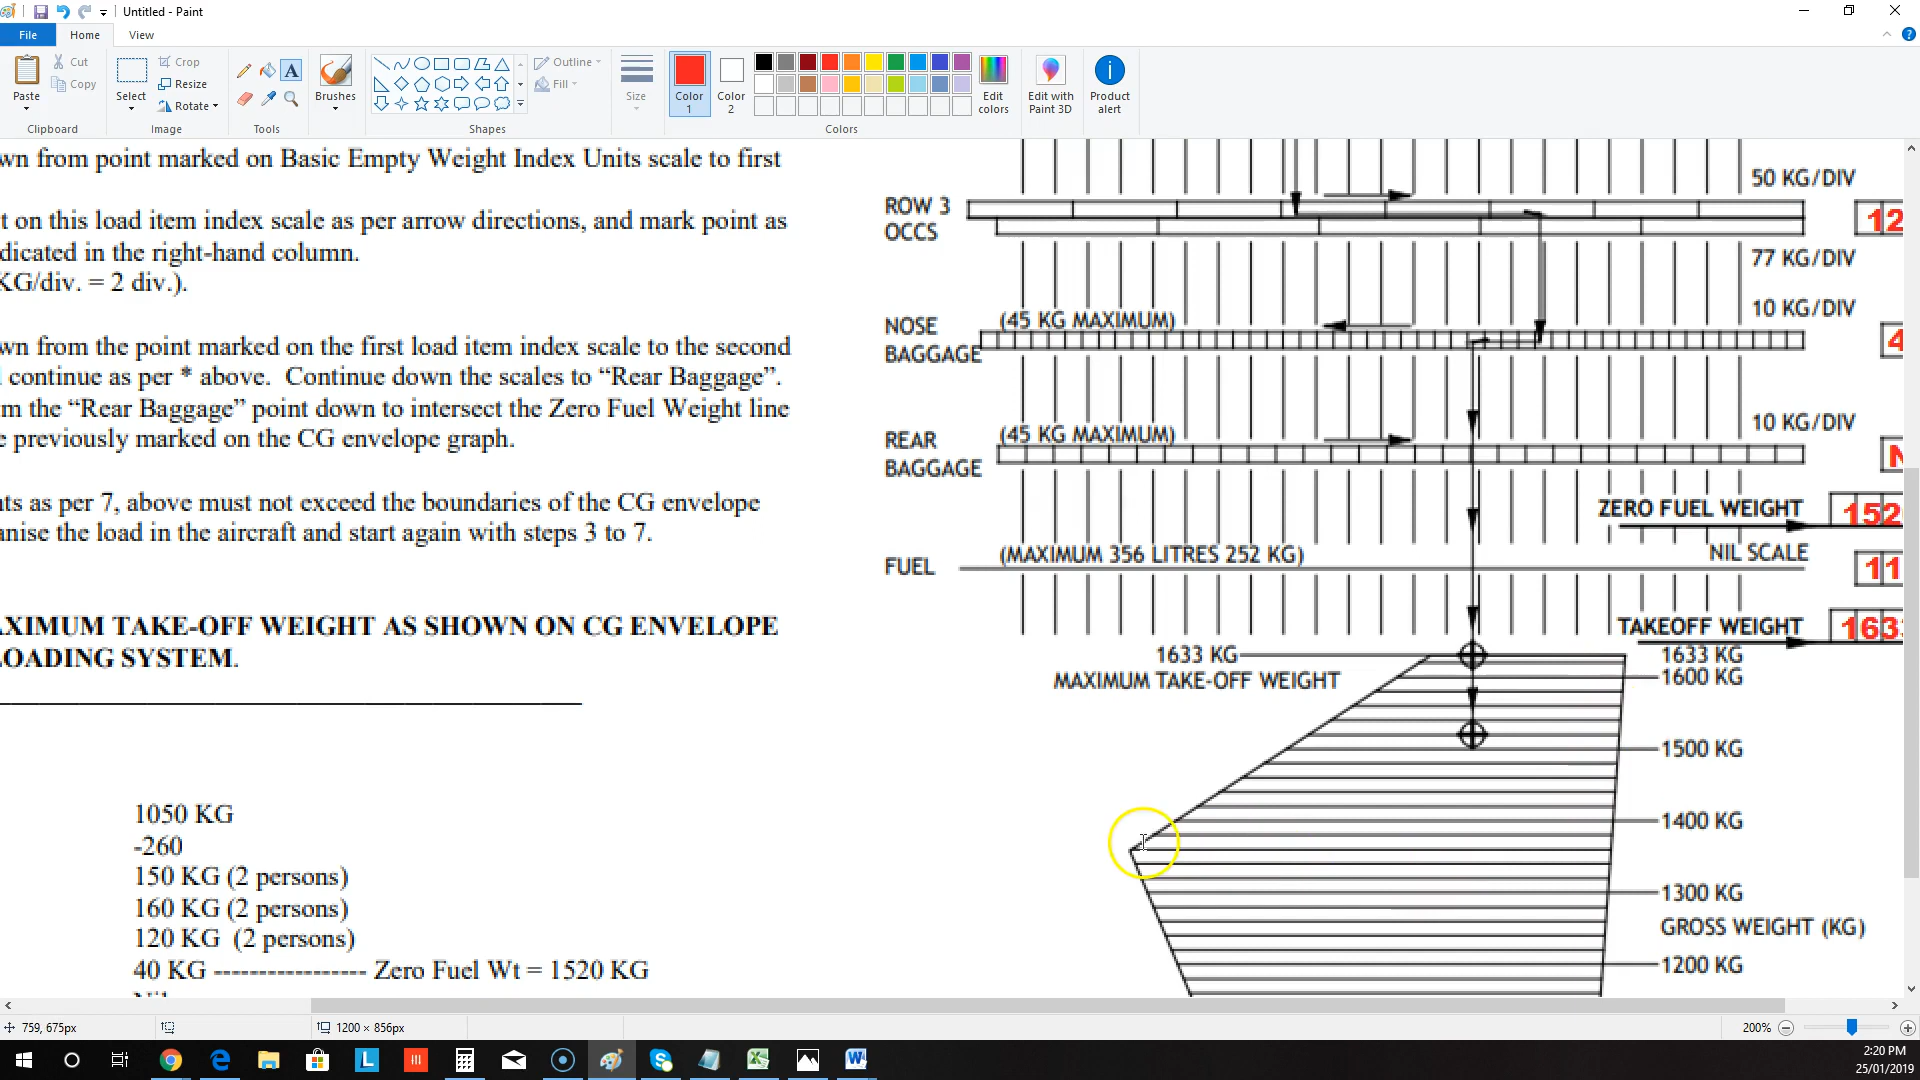 Untitled - Paint
File
Home
View
Paste
Cut
Copy
Clipboard
Select
Crop
Resize
Rotate
Image
A
Tools
Brushes
Shapes
Outline
Fill
Size
Color
1
Color
2
Edit
colors
Colors
Edit with
Paint 3D
Product
alert
wn from point marked on Basic Empty Weight Index Units scale to first
t on this load item index scale as per arrow directions, and mark point as
dicated in the right-hand column.
KG/div. = 2 div.).
wn from the point marked on the first load item index scale to the second
continue as per * above. Continue down the scales to “Rear Baggage”.
m the “Rear Baggage” point down to intersect the Zero Fuel Weight line
e previously marked on the CG envelope graph.
nts as per 7, above must not exceed the boundaries of the CG envelope
anise the load in the aircraft and start again with steps 3 to 7.
AXIMUM TAKE-OFF WEIGHT AS SHOWN ON CG ENVELOPE
LOADING SYSTEM.
1050 KG
-260
150 KG (2 persons)
160 KG (2 persons)
120 KG (2 persons)
40 KG ----------------- Zero Fuel Wt = 1520 KG
50 KG/DIV
ROW 3
OCCS
12
77 KG/DIV
10 KG/DIV
NOSE
BAGGAGE
(45 KG MAXIMUM)
4
10 KG/DIV
REAR
BAGGAGE
(45 KG MAXIMUM)
N
ZERO FUEL WEIGHT
152
NIL SCALE
FUEL
(MAXIMUM 356 LITRES 252 KG)
11
TAKEOFF WEIGHT
1633
1633 KG
MAXIMUM TAKE-OFF WEIGHT
1633 KG
1600 KG
1500 KG
1400 KG
1300 KG
GROSS WEIGHT (KG)
1200 KG
759, 675px
1200 × 856px
200%
2:20 PM
25/01/2019